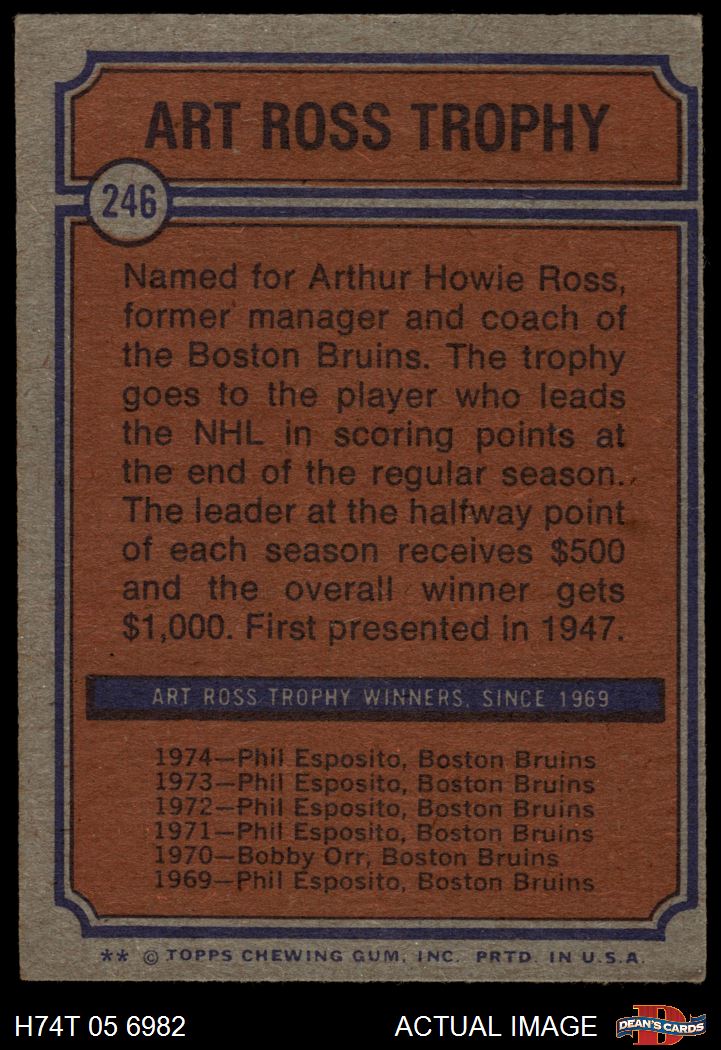 ART ROSS TROPHY
246
Named for Arthur Howie Ross,
former manager and coach of
the Boston Bruins. The trophy
goes to the player who leads
the NHL in scoring points at
the end of the regular season.
The leader at the halfway point
of each season receives $500
and the overall winner gets
$1,000. First presented in 1947.
ART ROSS TROPHY WINNERS, SINCE 1969
1974—Phil Esposito, Boston Bruins
1973—Phil Esposito, Boston Bruins
1972—Phil Esposito, Boston Bruins
1971—Phil Esposito, Boston Bruins
1970—Bobby Orr, Boston Bruins
1969—Phil Esposito, Boston Bruins
** © TOPPS CHEWING GUM, INC. PRTD. IN U.S.A.
H74T 05 6982 ACTUAL IMAGE D DEAN'S CARDS